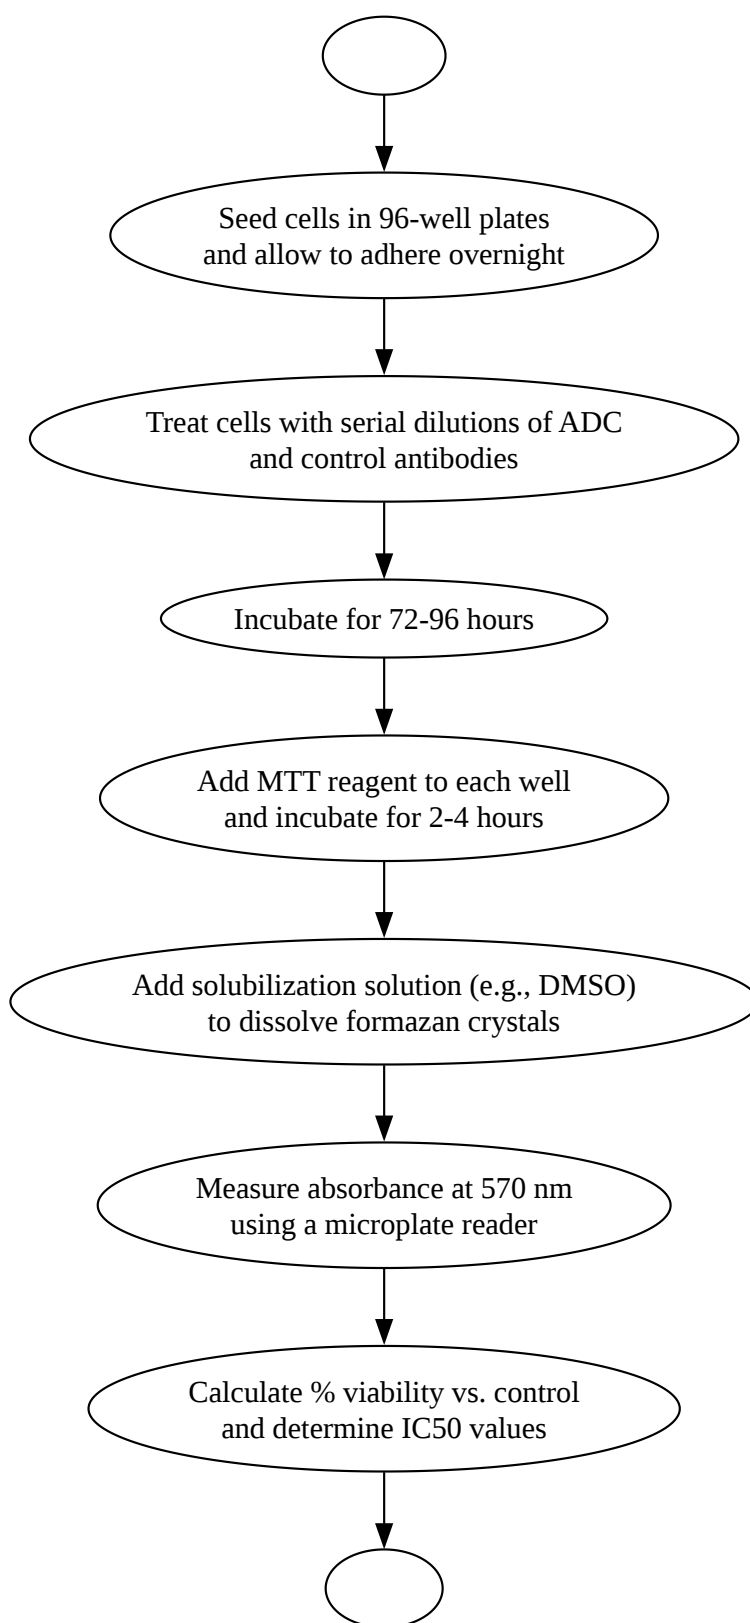 Seed cells in 96-well plates
and allow to adhere overnight
Treat cells with serial dilutions of ADC
and control antibodies
Incubate for 72-96 hours
Add MTT reagent to each well
and incubate for 2-4 hours
Add solubilization solution (e.g., DMSO)
to dissolve formazan crystals
Measure absorbance at 570 nm
using a microplate reader
Calculate % viability vs. control
and determine IC50 values